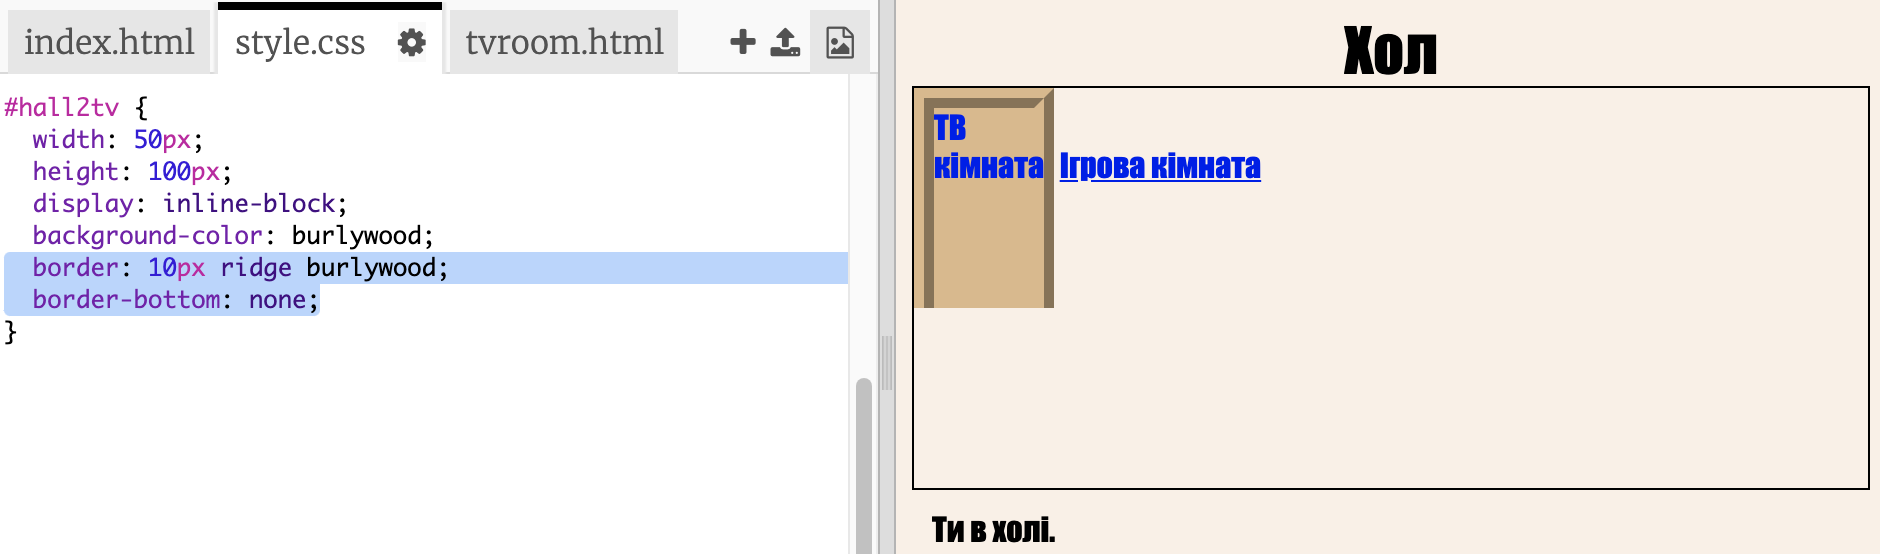 index.html style.css tvroom.html
#hall2tv {
width: 50px;
height: 100px;
display: inline-block;
background-color: burlywood;
border: 10px ridge burlywood;
border-bottom: none;
}
Хол
ТВ
кімната Ігрова кімната
Ти в холі.